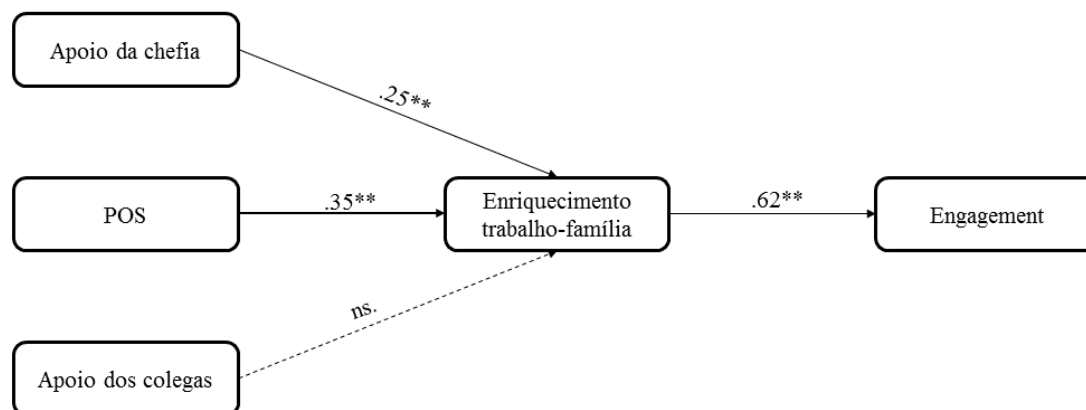 Apoio da chefia
.25**
POS
.35**
Enriquecimento
trabalho-família
.62**
Engagement
ns.
Apoio dos colegas